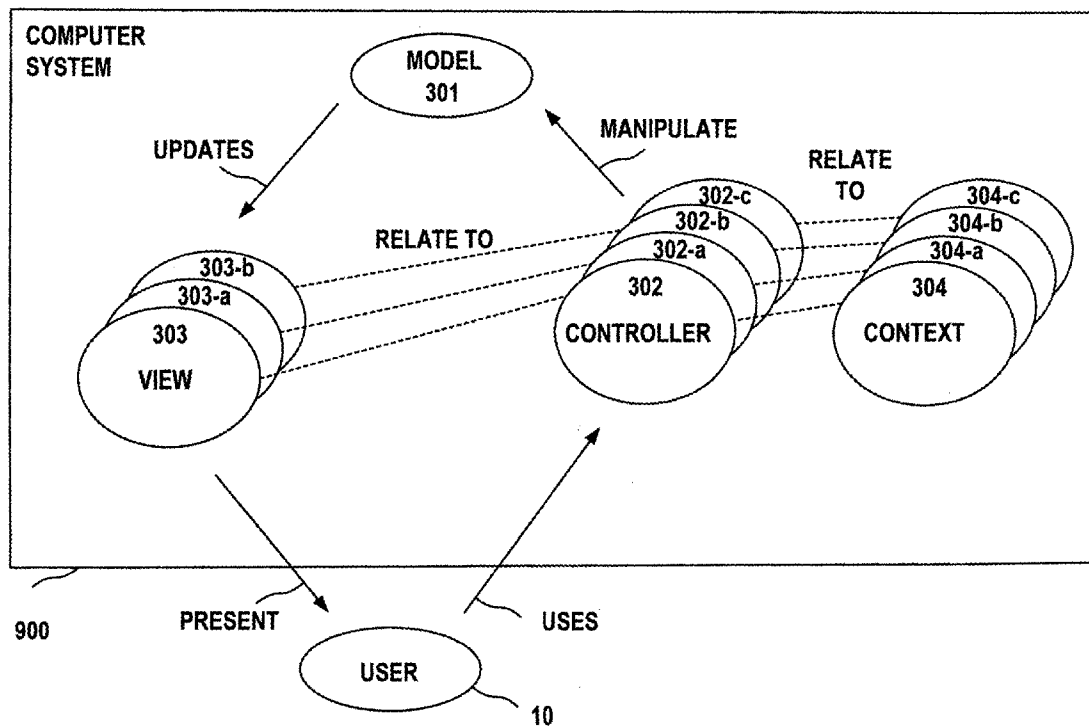 COMPUTER
SYSTEM
MODEL
301
UPDATES
MANIPULATE
RELATE
TO
RELATE TO
303-b
303-a
303
VIEW
302-c
302-b
302-a
302
CONTROLLER
304-c
304-b
304-a
304
CONTEXT
900
PRESENT
USES
USER
10